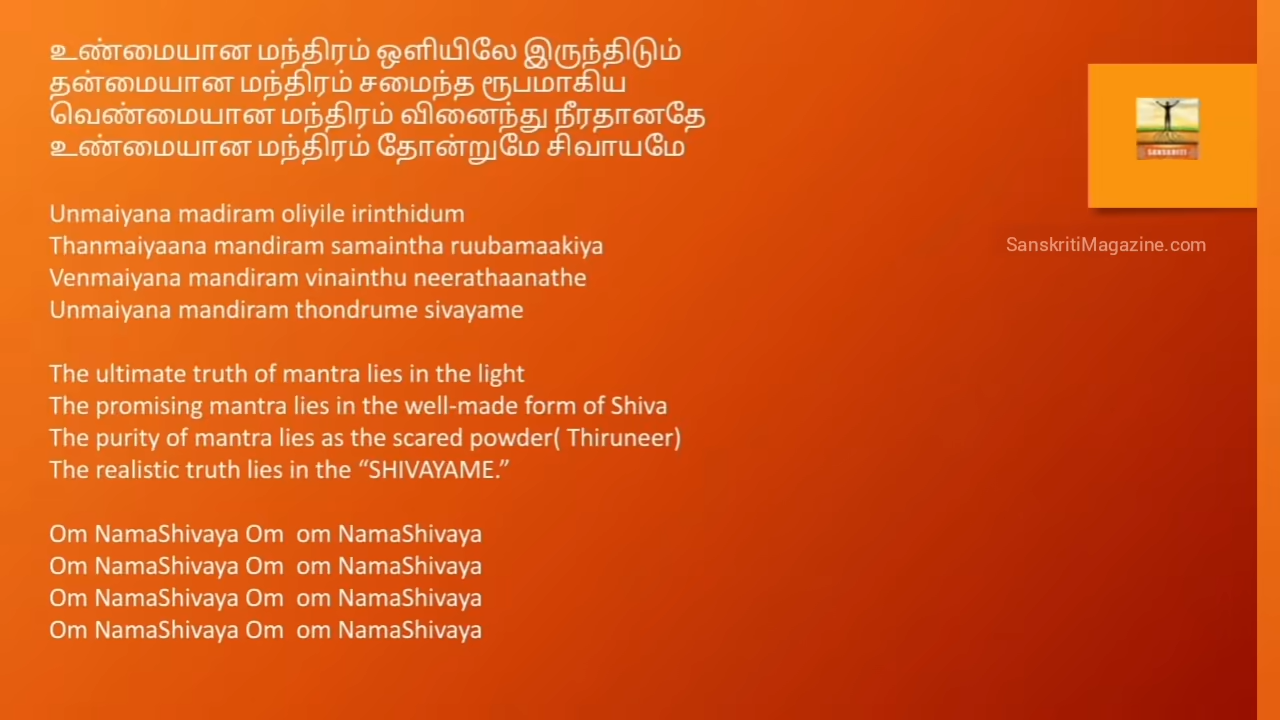 உண்மையான மந்திரம் ஒளியிலே இருந்திடும்
தன்மையான மந்திரம் சமைந்த ரூபமாகிய
வெண்மையான மந்திரம் வினைந்து நீரதானதே
உண்மையான மந்திரம் தோன்றுமே சிவாயமே
Unmaiyana madiram oliyile irinthidum
Thanmaiyaana mandiram samaintha ruubamaakiya
Venmaiyana mandiram vinainthu neerathaanathe
Unmaiyana mandiram thondrume sivayame
The ultimate truth of mantra lies in the light
The promising mantra lies in the well-made form of Shiva
The purity of mantra lies as the scared powder( Thiruneer)
The realistic truth lies in the “SHIVAYAME.”
Om NamaShivaya Om  om NamaShivaya
Om NamaShivaya Om  om NamaShivaya
Om NamaShivaya Om  om NamaShivaya
Om NamaShivaya Om  om NamaShivaya
SANSKRITI
SanskritiMagazine.com